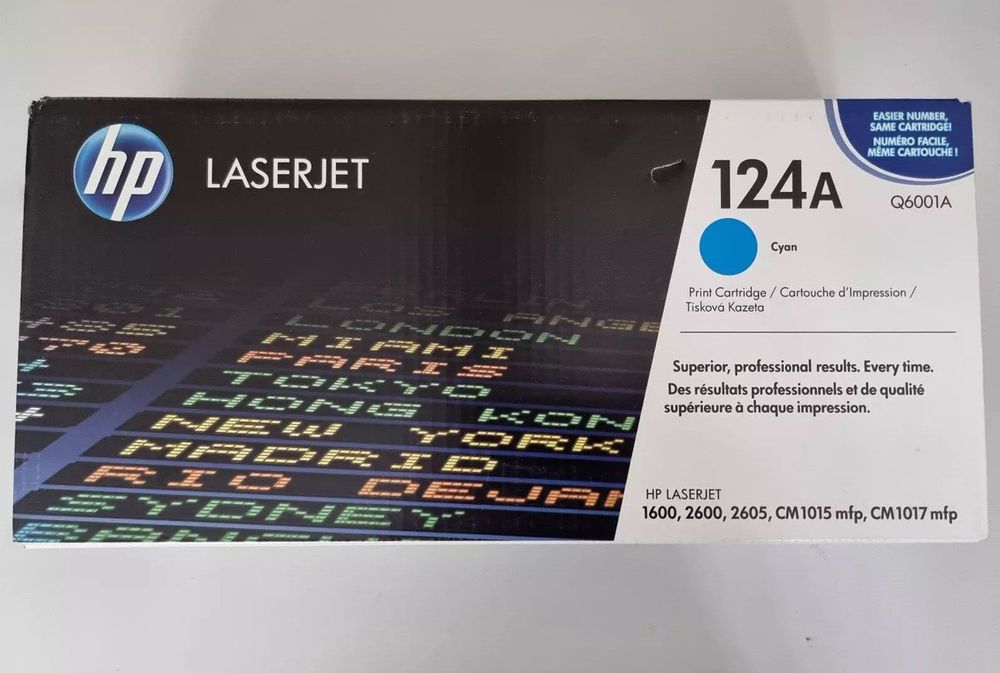 hp
LASERJET
EASIER NUMBER,
SAME CARTRIDGE!
NUMÉRO FACILE,
MÊME CARTOUCHE !
124A
Q6001A
Cyan
Print Cartridge / Cartouche d'Impression /
Tisková Kazeta
Superior, professional results. Every time.
Des résultats professionnels et de qualité
supérieure à chaque impression.
HP LASERJET
1600, 2600, 2605, CM1015 mfp, CM1017 mfp
LONDON
MIAMI
PARIS
TOKYO
HONG KON
NEW YORK
MADRID
RIO DEJAN
SYDNEY